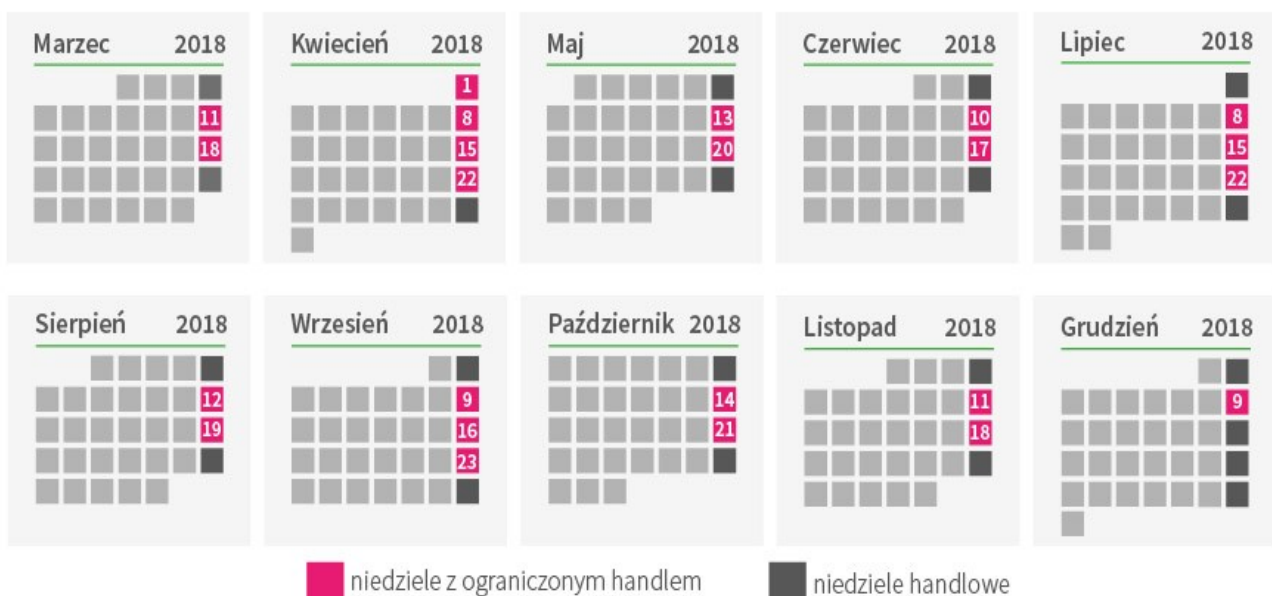 Marzec 2018
11
18
Kwiecień 2018
1
8
15
22
Maj 2018
13
20
Czerwiec 2018
10
17
Lipiec 2018
8
15
22
Sierpień 2018
12
19
Wrzesień 2018
9
16
23
Październik 2018
14
21
Listopad 2018
11
18
Grudzień 2018
9
niedziele z ograniczonym handlem
niedziele handlowe